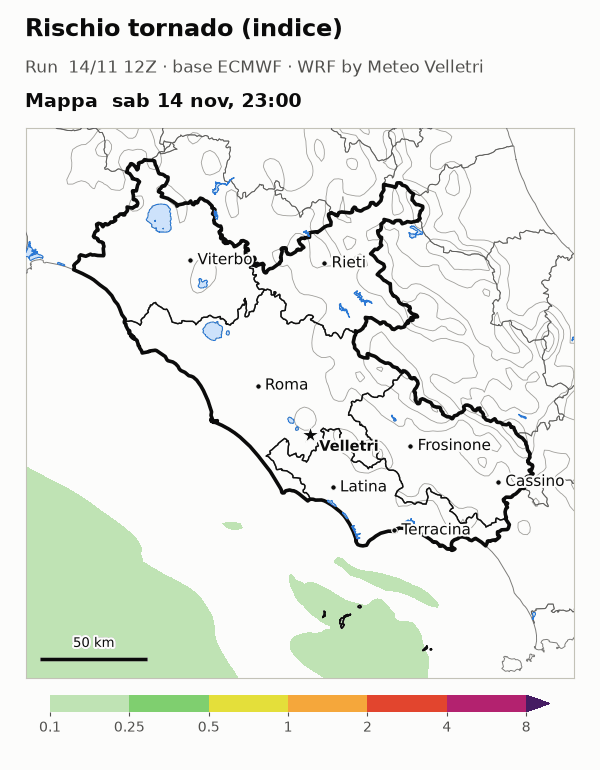 Rischio tornado (indice)
Run  14/11 12Z · base ECMWF · WRF by Meteo Velletri
Mappa  sab 14 nov, 23:00
Viterbo
Rieti
Roma
Velletri
Frosinone
Cassino
Latina
Terracina
50 km
0.1 0.25 0.5 1 2 4 8